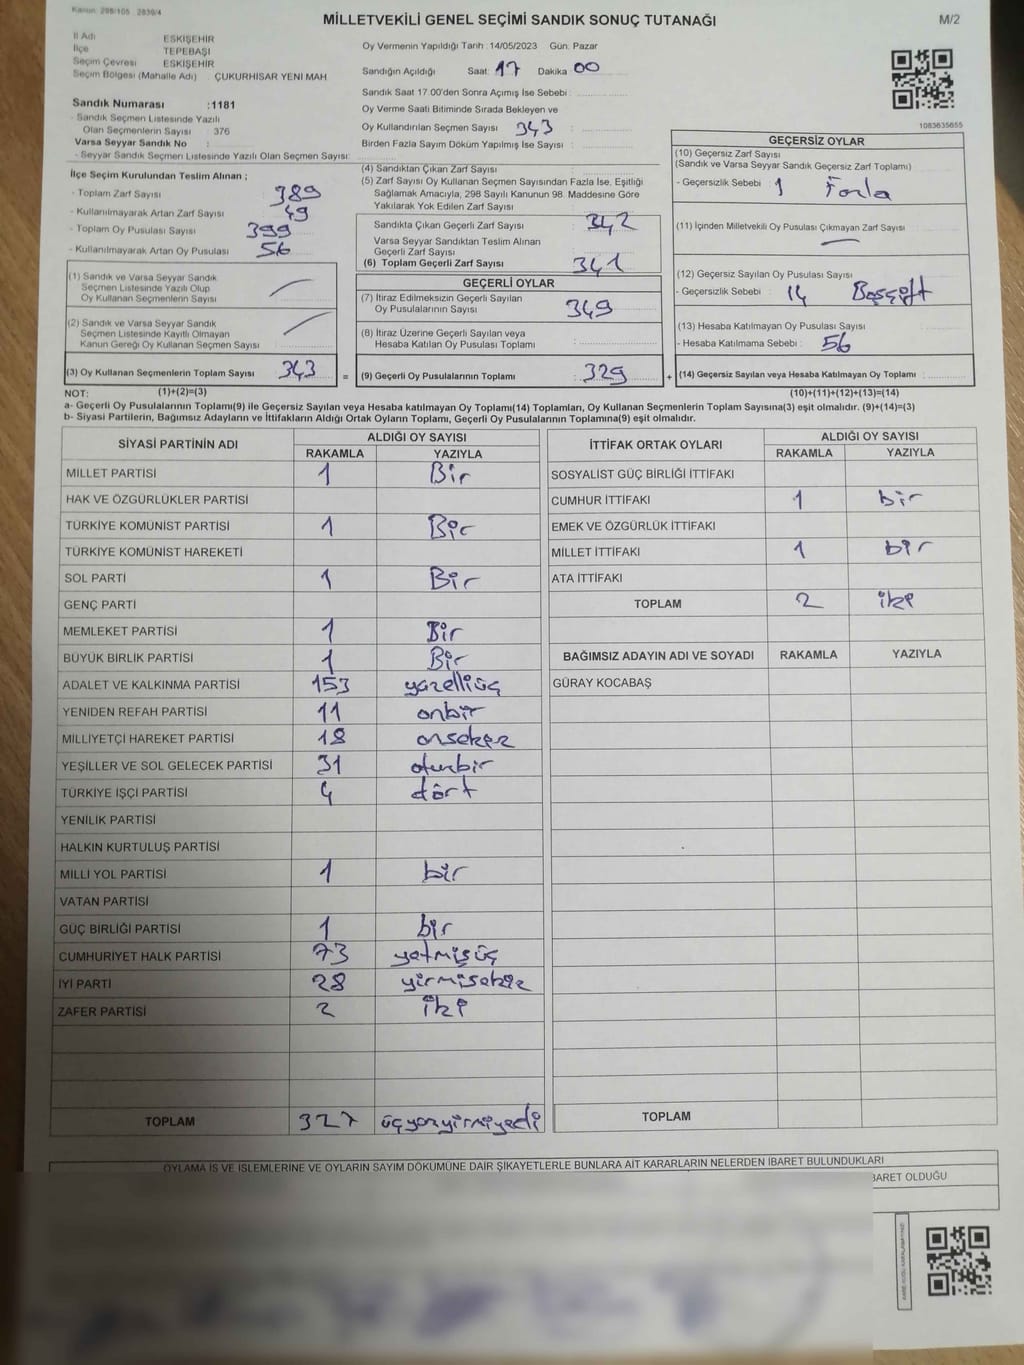 Kanun 298/105 2839/4
MİLLETVEKİLİ GENEL SEÇİMİ SANDIK SONUÇ TUTANAĞI
M/2
İl Adı ESKİŞEHİR
İlçe TEPEBAŞI
Seçim Çevresi ESKİŞEHİR
Seçim Bölgesi (Mahalle Adı) ÇUKURHİSAR YENİ MAH
Sandık Numarası :1181
- Sandık Seçmen Listesinde Yazılı
Olan Seçmenlerin Sayısı : 376
Varsa Seyyar Sandık No :
- Seyyar Sandık Seçmen Listesinde Yazılı Olan Seçmen Sayısı:
İlçe Seçim Kurulundan Teslim Alınan ;
- Toplam Zarf Sayısı 389
- Kullanılmayarak Artan Zarf Sayısı 49
- Toplam Oy Pusulası Sayısı 399
- Kullanılmayarak Artan Oy Pusulası 56
(1) Sandık ve Varsa Seyyar Sandık
Seçmen Listesinde Yazılı Olup
Oy Kullanan Seçmenlerin Sayısı
(2) Sandık ve Varsa Seyyar Sandık
Seçmen Listesinde Kayıtlı Olmayan
Kanun Gereği Oy Kullanan Seçmen Sayısı
(3) Oy Kullanan Seçmenlerin Toplam Sayısı 343 =
Oy Vermenin Yapıldığı Tarih :14/05/2023 Gün: Pazar
Sandığın Açıldığı Saat: 17 Dakika 00
Sandık Saat 17.00'den Sonra Açımış İse Sebebi :
Oy Verme Saati Bitiminde Sırada Bekleyen ve
Oy Kullandırılan Seçmen Sayısı 343
Birden Fazla Sayım Döküm Yapılmış İse Sayısı :
(4) Sandıktan Çıkan Zarf Sayısı
(5) Zarf Sayısı Oy Kullanan Seçmen Sayısından Fazla İse, Eşitliği
Sağlamak Amacıyla, 298 Sayılı Kanunun 98. Maddesine Göre
Yakılarak Yok Edilen Zarf Sayısı
Sandıkta Çıkan Geçerli Zarf Sayısı 342
Varsa Seyyar Sandıktan Teslim Alınan
Geçerli Zarf Sayısı
(6) Toplam Geçerli Zarf Sayısı 341
GEÇERLİ OYLAR
(7) İtiraz Edilmeksizin Geçerli Sayılan
Oy Pusulalarının Sayısı : 349
(8) İtiraz Üzerine Geçerli Sayılan veya
Hesaba Katılan Oy Pusulası Toplamı :
(9) Geçerli Oy Pusulalarının Toplamı : 329 +
1083635655
GEÇERSİZ OYLAR
(10) Geçersiz Zarf Sayısı
(Sandık ve Varsa Seyyar Sandık Geçersiz Zarf Toplamı)
- Geçersizlik Sebebi : 1 Fazla
(11) İçinden Milletvekili Oy Pusulası Çıkmayan Zarf Sayısı
(12) Geçersiz Sayılan Oy Pusulası Sayısı
- Geçersizlik Sebebi : 14
(13) Hesaba Katılmayan Oy Pusulası Sayısı
- Hesaba Katılmama Sebebi : 56
(14) Geçersiz Sayılan veya Hesaba Katılmayan Oy Toplamı :
NOT: (1)+(2)=(3) (10)+(11)+(12)+(13)=(14)
a- Geçerli Oy Pusulalarının Toplamı(9) ile Geçersiz Sayılan veya Hesaba katılmayan Oy Toplamı(14) Toplamları, Oy Kullanan Seçmenlerin Toplam Sayısına(3) eşit olmalıdır. (9)+(14)=(3)
b- Siyasi Partilerin, Bağımsız Adayların ve İttifakların Aldığı Ortak Oyların Toplamı, Geçerli Oy Pusulalarının Toplamına(9) eşit olmalıdır.
SİYASİ PARTİNİN ADI ALDIĞI OY SAYISI
RAKAMLA YAZIYLA
MİLLET PARTİSİ 1 Bir
HAK VE ÖZGÜRLÜKLER PARTİSİ
TÜRKİYE KOMÜNİST PARTİSİ 1 Bir
TÜRKİYE KOMÜNİST HAREKETİ
SOL PARTİ 1 Bir
GENÇ PARTİ
MEMLEKET PARTİSİ 1 Bir
BÜYÜK BİRLİK PARTİSİ 1 Bir
ADALET VE KALKINMA PARTİSİ 153 yüzelliüç
YENİDEN REFAH PARTİSİ 11 onbir
MİLLİYETÇİ HAREKET PARTİSİ 18 onsekez
YEŞİLLER VE SOL GELECEK PARTİSİ 31 otuzbir
TÜRKİYE İŞÇİ PARTİSİ 4 dört
YENİLİK PARTİSİ
HALKIN KURTULUŞ PARTİSİ
MİLLİ YOL PARTİSİ 1 bir
VATAN PARTİSİ
GÜÇ BİRLİĞİ PARTİSİ 1 bir
CUMHURİYET HALK PARTİSİ 73 yetmişüç
İYİ PARTİ 28 yirmisekiz
ZAFER PARTİSİ 2 iki
TOPLAM 327 üçyüzyirmiyedi
İTTİFAK ORTAK OYLARI ALDIĞI OY SAYISI
RAKAMLA YAZIYLA
SOSYALİST GÜÇ BİRLİĞİ İTTİFAKI
CUMHUR İTTİFAKI 1 bir
EMEK VE ÖZGÜRLÜK İTTİFAKI
MİLLET İTTİFAKI 1 bir
ATA İTTİFAKI
TOPLAM 2 iki
BAĞIMSIZ ADAYIN ADI VE SOYADI RAKAMLA YAZIYLA
GÜRAY KOCABAŞ
TOPLAM
OYLAMA İŞ VE İŞLEMLERİNE VE OYLARIN SAYIM DÖKÜMÜNE DAİR ŞİKAYETLERLE BUNLARA AİT KARARLARIN NELERDEN İBARET BULUNDUKLARI
BARET OLDUĞU